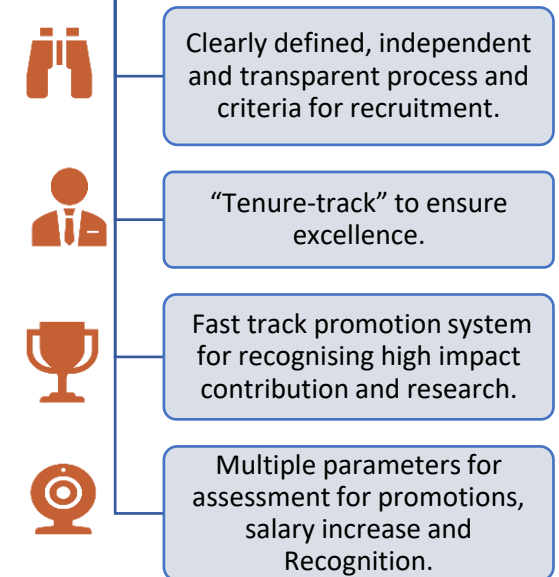 Clearly defined, independent
and transparent process and
criteria for recruitment.
“Tenure-track” to ensure
excellence.
Fast track promotion system
for recognising high impact
contribution and research.
Multiple parameters for
assessment for promotions,
salary increase and
Recognition.